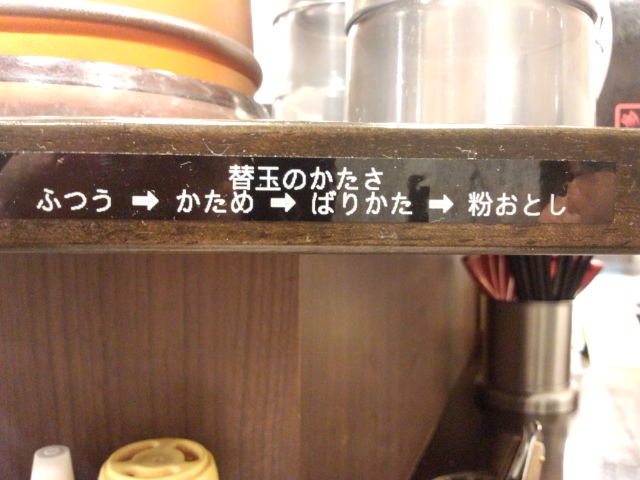 替玉のかたさ
ふつう ➡ かため ➡ ばりかた ➡ 粉おとし